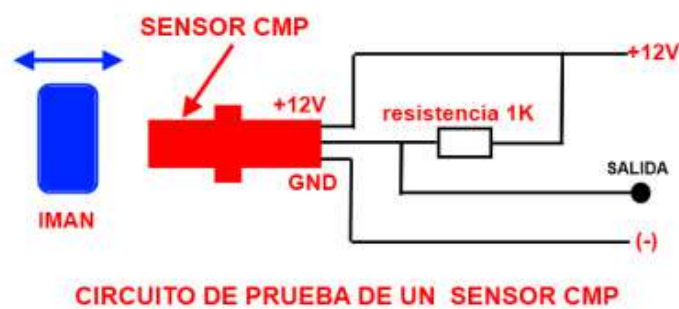 SENSOR CMP
+12V
+12V
resistencia 1K
SALIDA
GND
IMAN
(-)
CIRCUITO DE PRUEBA DE UN SENSOR CMP